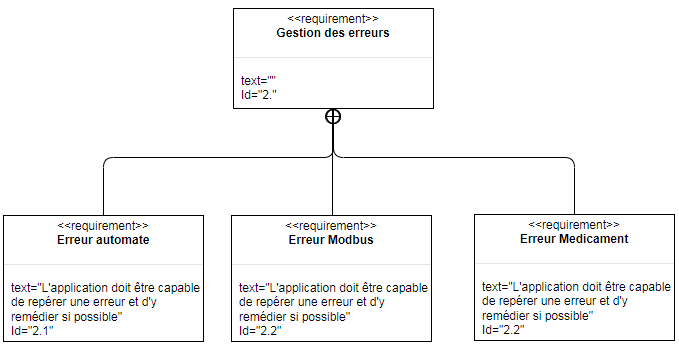 <<requirement>>
Gestion des erreurs
text=""
Id="2."
<<requirement>>
Erreur automate
text="L'application doit être capable
de repérer une erreur et d'y
remédier si possible"
Id="2.1"
<<requirement>>
Erreur Modbus
text="L'application doit être capable
de repérer une erreur et d'y
remédier si possible"
Id="2.2"
<<requirement>>
Erreur Medicament
text="L'application doit être capable
de repérer une erreur et d'y
remédier si possible"
Id="2.2"